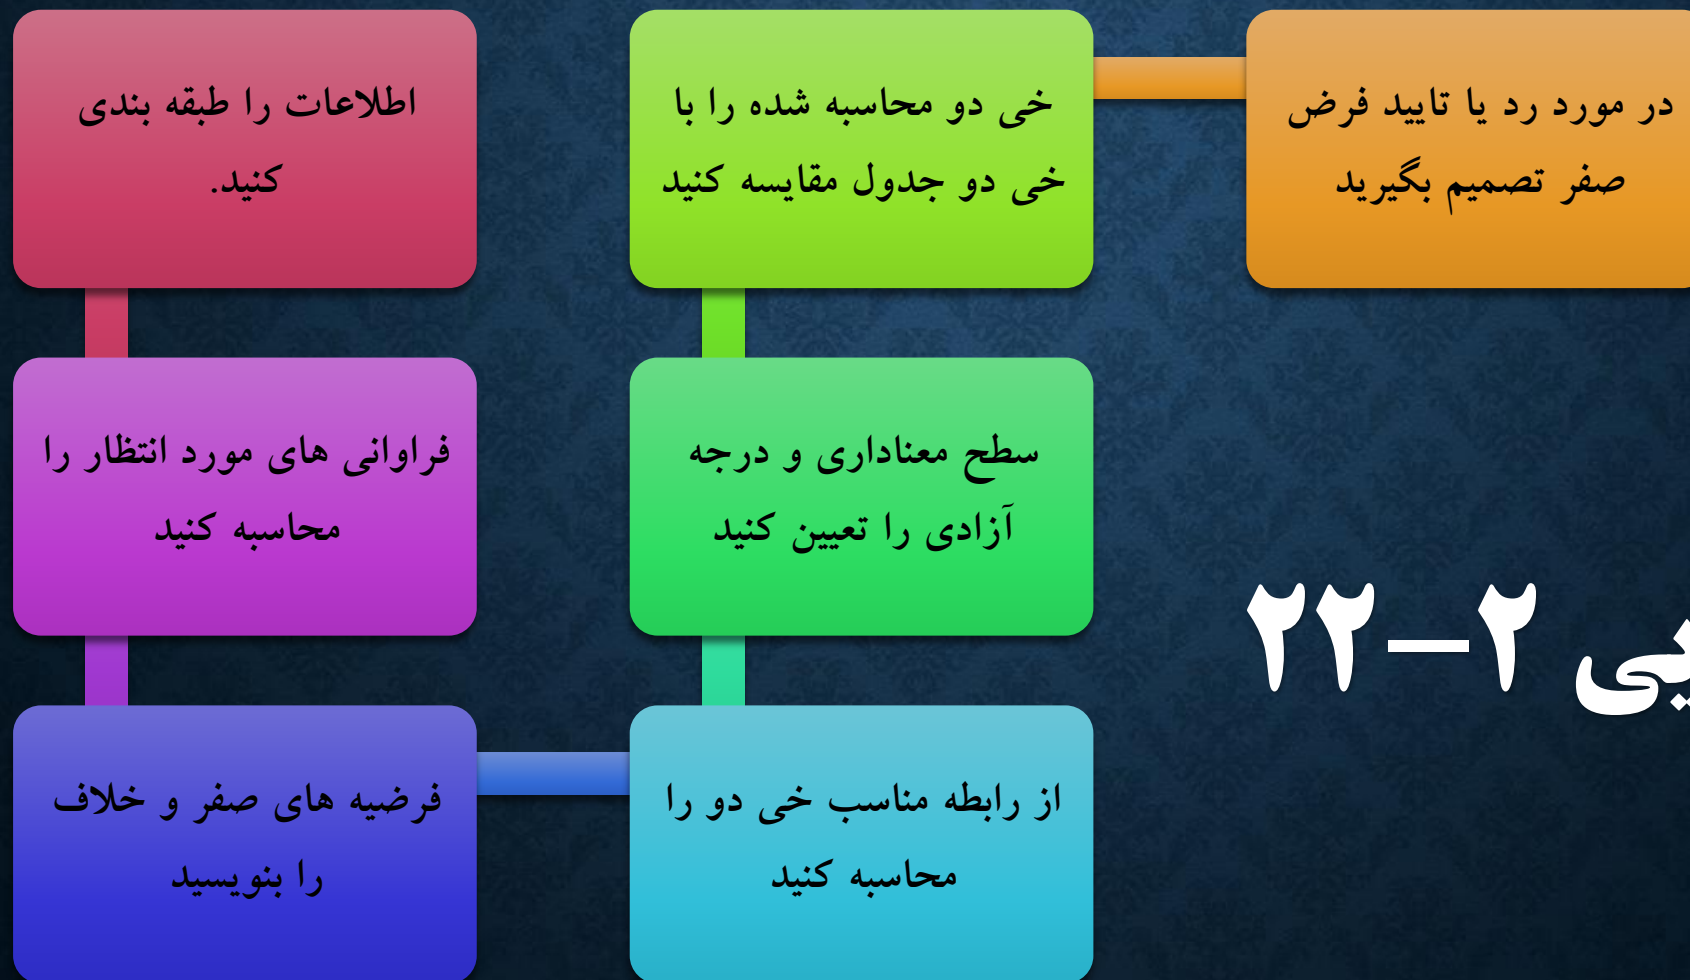 اطلاعات را طبقه بندی
کنید.
فراوانی های مورد انتظار را
محاسبه کنید
فرضیه های صفر و خلاف
را بنویسید
از رابطه مناسب خی دو را
محاسبه کنید
سطح معناداری و درجه
آزادی را تعیین کنید
خی دو محاسبه شده را با
خی دو جدول مقایسه کنید
در مورد رد یا تایید فرض
صفر تصمیم بگیرید
۲-۲۲